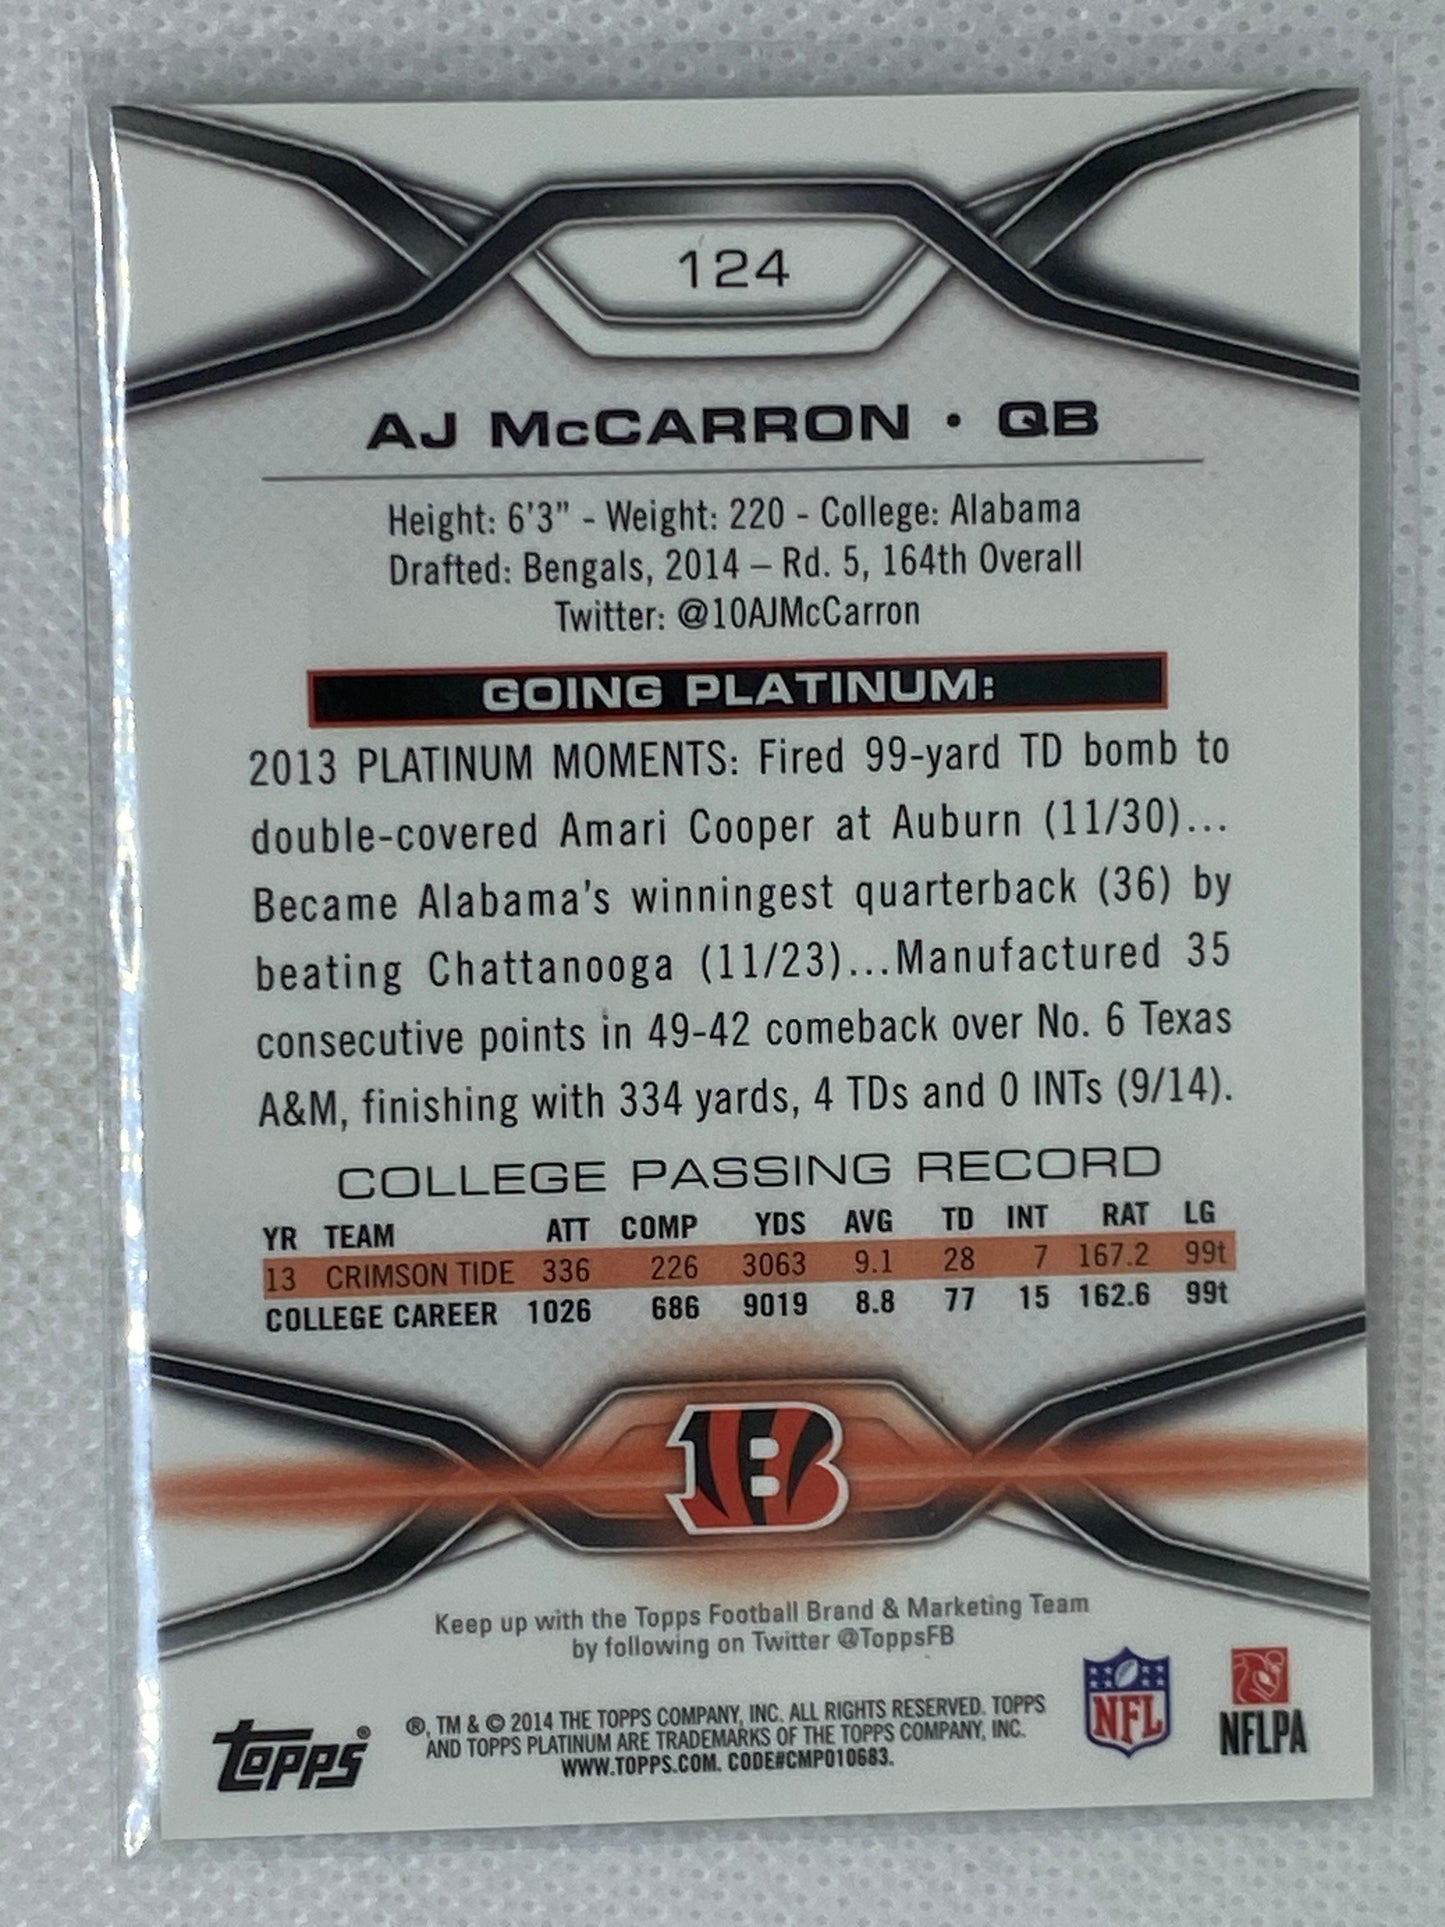 124
AJ McCARRON • QB
Height: 6'3" - Weight: 220 - College: Alabama
Drafted: Bengals, 2014 – Rd. 5, 164th Overall
Twitter: @10AJMcCarron
GOING PLATINUM:
2013 PLATINUM MOMENTS: Fired 99-yard TD bomb to
double-covered Amari Cooper at Auburn (11/30)...
Became Alabama's winningest quarterback (36) by
beating Chattanooga (11/23)...Manufactured 35
consecutive points in 49-42 comeback over No. 6 Texas
A&M, finishing with 334 yards, 4 TDs and 0 INTs (9/14).
COLLEGE PASSING RECORD
YR TEAM ATT COMP YDS AVG TD INT RAT LG
13 CRIMSON TIDE 336 226 3063 9.1 28 7 167.2 99t
COLLEGE CAREER 1026 686 9019 8.8 77 15 162.6 99t
B
Keep up with the Topps Football Brand & Marketing Team
by following on Twitter @ToppsFB
Topps®
®, TM & © 2014 THE TOPPS COMPANY, INC. ALL RIGHTS RESERVED. TOPPS
AND TOPPS PLATINUM ARE TRADEMARKS OF THE TOPPS COMPANY, INC.
WWW.TOPPS.COM. CODE#CMP010683.
NFL
NFLPA